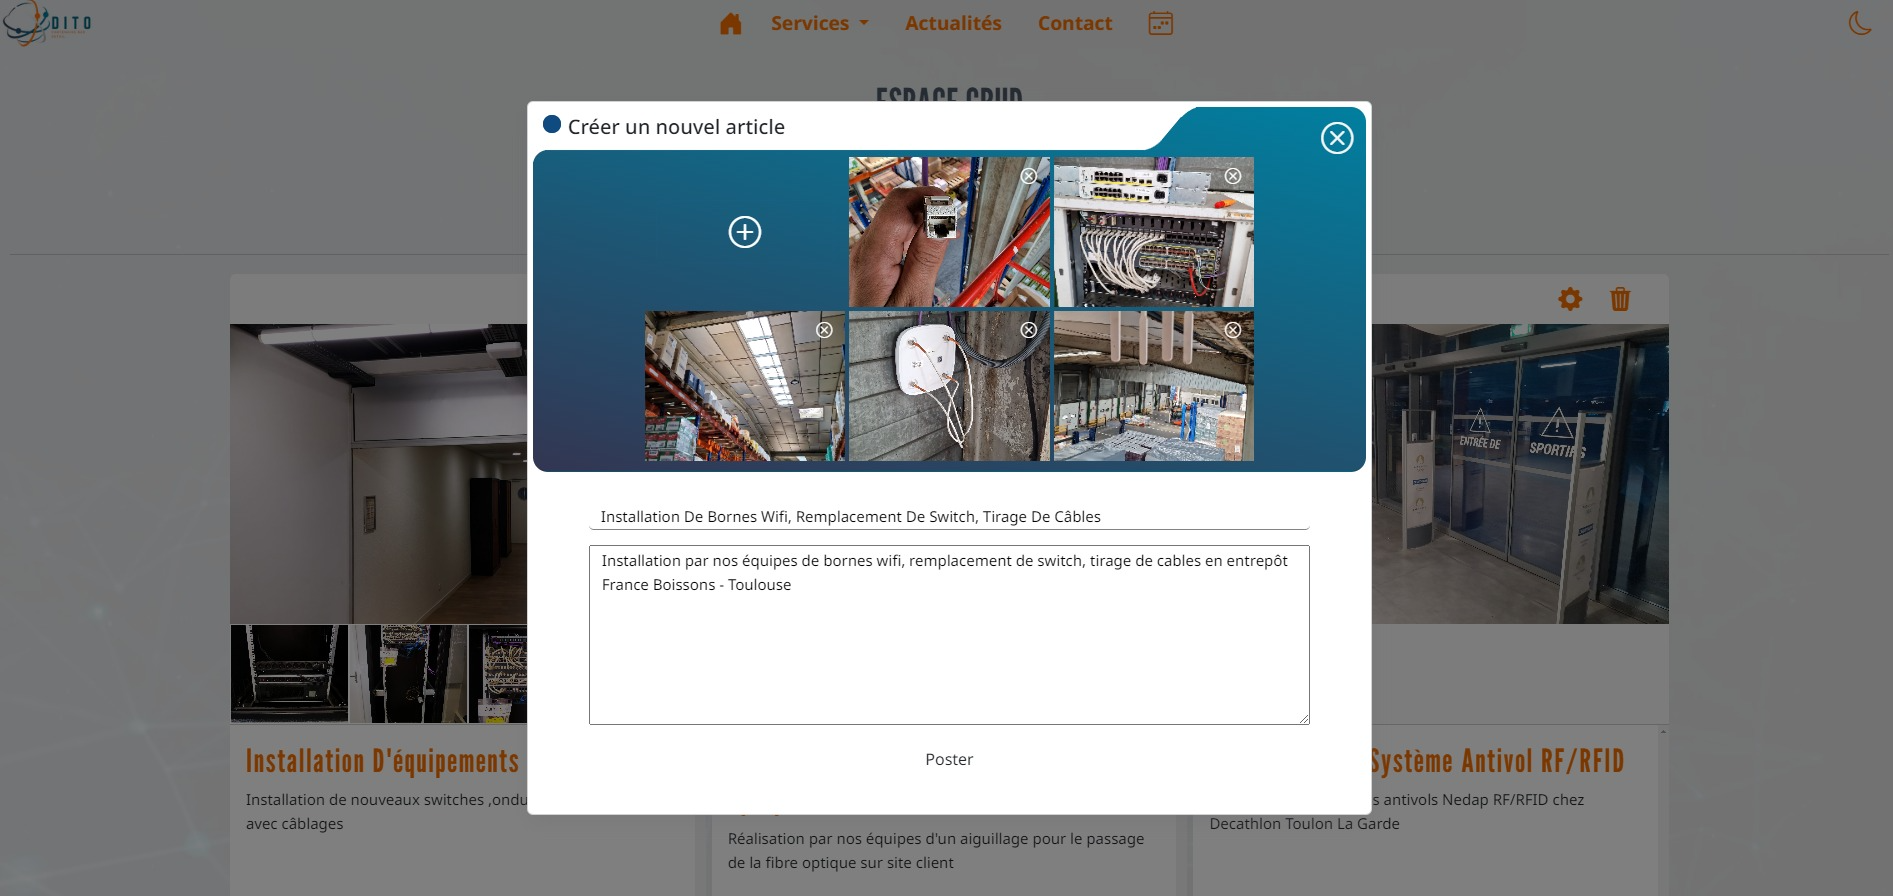 DITO
Services
Actualités
Contact
ESPACE CRUD
Créer un nouvel article
ENTRÉE DE
SPORTIFS
Installation De Bornes Wifi, Remplacement De Switch, Tirage De Câbles
Installation par nos équipes de bornes wifi, remplacement de switch, tirage de cables en entrepôt
France Boissons - Toulouse
Poster
Installation D'équipements
Installation de nouveaux switches ,ondu
avec câblages
Réalisation par nos équipes d'un aiguillage pour le passage
de la fibre optique sur site client
Système Antivol RF/RFID
s antivols Nedap RF/RFID chez
Decathlon Toulon La Garde